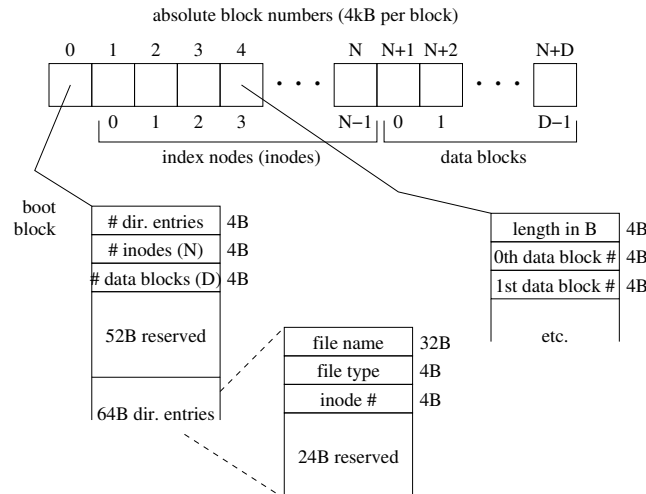 absolute block numbers (4kB per block)
0 1 2 3 4 N N+1 N+2 N+D
· · · · · ·
0 1 2 3 N−1 0 1 D−1
index nodes (inodes) data blocks
boot
block
# dir. entries 4B
# inodes (N) 4B
# data blocks (D) 4B
52B reserved
64B dir. entries
length in B 4B
0th data block # 4B
1st data block # 4B
etc.
file name 32B
file type 4B
inode # 4B
24B reserved